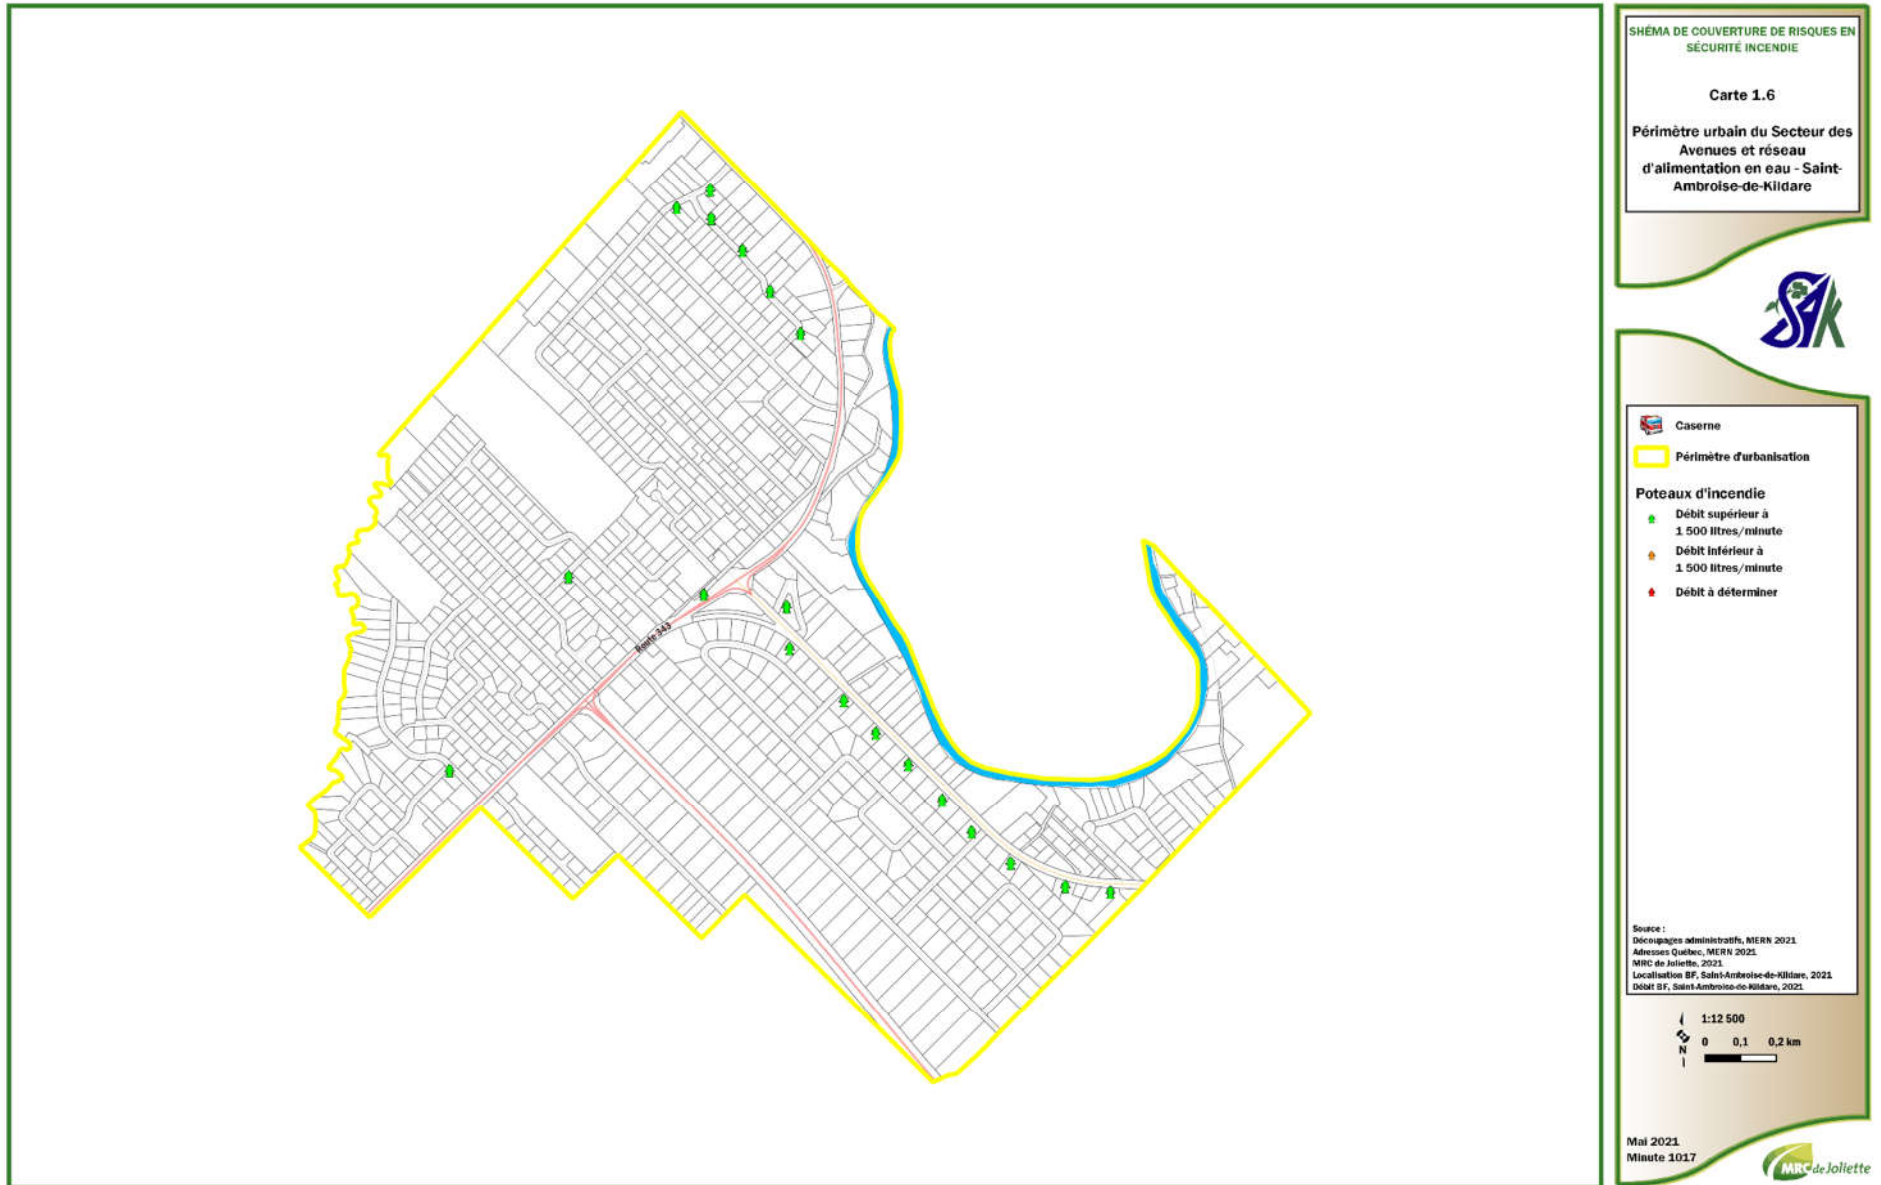 SHÉMA DE COUVERTURE DE RISQUES EN
SÉCURITÉ INCENDIE
Carte 1.6
Périmètre urbain du Secteur des
Avenues et réseau
d'alimentation en eau - Saint-
Ambroise-de-Kildare
SAK
Caserne
Périmètre d'urbanisation
Poteaux d'incendie
Débit supérieur à
1 500 litres/minute
Débit inférieur à
1 500 litres/minute
Débit à déterminer
Route 343
Source :
Découpages administratifs, MERN 2021
Adresses Québec, MERN 2021
MRC de Joliette, 2021
Localisation BF, Saint-Ambroise-de-Kildare, 2021
Débit BF, Saint-Ambroise-de-Kildare, 2021
1:12 500
N
0 0,1 0,2 km
Mai 2021
Minute 1017
MRC de Joliette